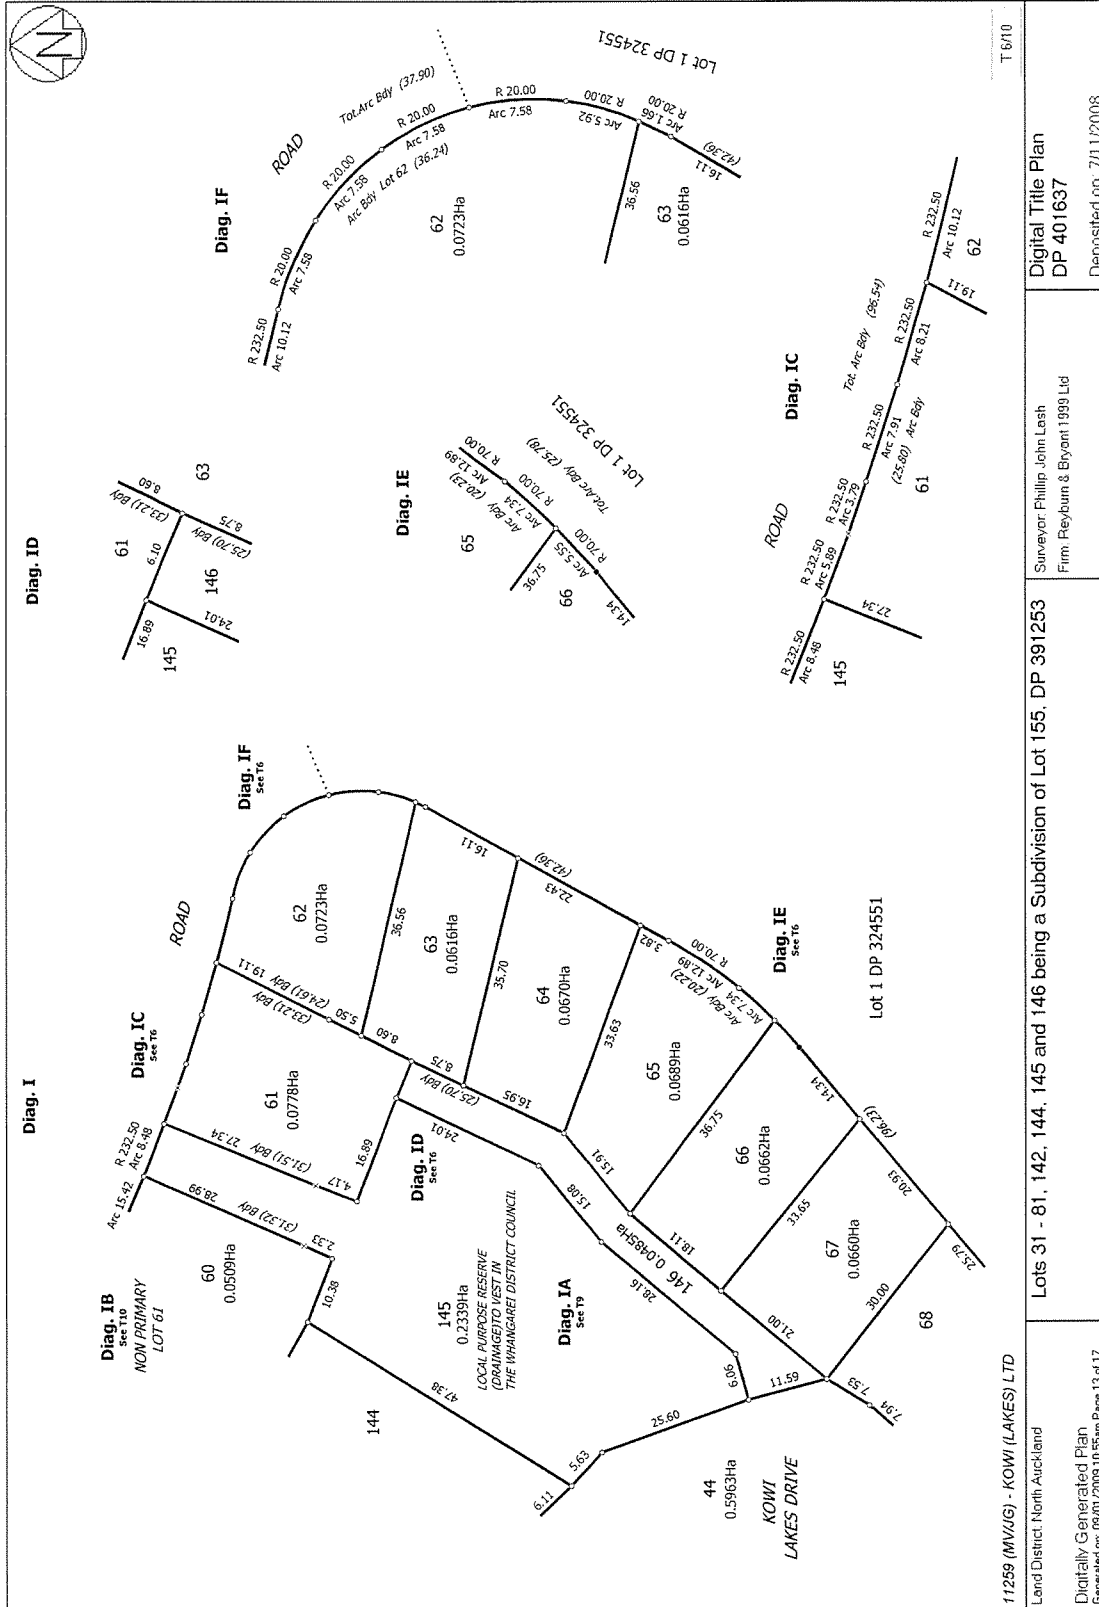 N
Diag. I
Diag. IB
See T10
NON PRIMARY
LOT 61
Diag. IC
See T6
Diag. IF
See T6
ROAD
Arc 15.42
R 232.50
Arc 8.48
60
0.0509Ha
28.99
(31.32) Bdy
2.33
10.38
27.34
(31.51) Bdy
4.17
16.89
61
0.0778Ha
19.11
(24.61) Bdy
(33.21) Bdy
5.50
8.60
8.75
(25.70) Bdy
16.95
62
0.0723Ha
36.56
63
0.0616Ha
35.70
16.11
(42.36)
22.43
64
0.0670Ha
33.63
3.82
R 70.00
Arc 12.89
Arc 7.34
Arc Bdy (20.22)
65
0.0689Ha
36.75
Diag. IE
See T6
Lot 1 DP 324551
Diag. ID
See T6
24.01
15.08
15.91
18.11
146 0.0485Ha
145
0.2339Ha
LOCAL PURPOSE RESERVE
(DRAINAGE)TO VEST IN
THE WHANGAREI DISTRICT COUNCIL
Diag. IA
See T9
28.16
66
0.0662Ha
14.34
33.65
(96.23)
20.93
67
0.0660Ha
21.00
30.00
25.79
68
144
47.38
6.11
5.63
25.60
6.06
11.59
7.53
7.94
44
0.5963Ha
KOWI
LAKES DRIVE
Diag. ID
61
(33.21) Bdy
8.60
63
6.10
16.89
145
24.01
146
8.75
(25.70) Bdy
Diag. IE
65
Arc Bdy (20.23)
Arc 12.89
R 70.00
Arc 7.34
R 70.00
36.75
66
Arc 5.55
R 70.00
14.34
Tot.Arc Bdy (25.78)
Lot 1 DP 324551
Diag. IF
ROAD
R 232.50
Arc 10.12
R 20.00
Arc 7.58
R 20.00
Arc 7.58
Arc Bdy Lot 62 (36.24)
R 20.00
Arc 7.58
Tot.Arc Bdy (37.90)
R 20.00
Arc 7.58
R 20.00
Arc 5.92
R 20.00
Arc 1.66
62
0.0723Ha
36.56
63
0.0616Ha
16.11
(42.36)
Lot 1 DP 324551
Diag. IC
ROAD
R 232.50
Arc 8.48
145
27.34
R 232.50
Arc 5.89
R 232.50
Arc 3.79
R 232.50
Arc 7.91
(25.80) Arc Bdy
61
Tot. Arc Bdy (96.54)
R 232.50
Arc 8.21
R 232.50
Arc 10.12
19.11
62
11259 (MV/JG) - KOWI (LAKES) LTD
T 6/10
Land District: North Auckland
Digitally Generated Plan
Generated on: 09/01/2009 10:55am Page 13 of 17
Lots 31 - 81, 142, 144, 145 and 146 being a Subdivision of Lot 155, DP 391253
Surveyor: Phillip John Lash
Firm: Reyburn & Bryant 1999 Ltd
Digital Title Plan
DP 401637
Deposited on: 7/11/2008